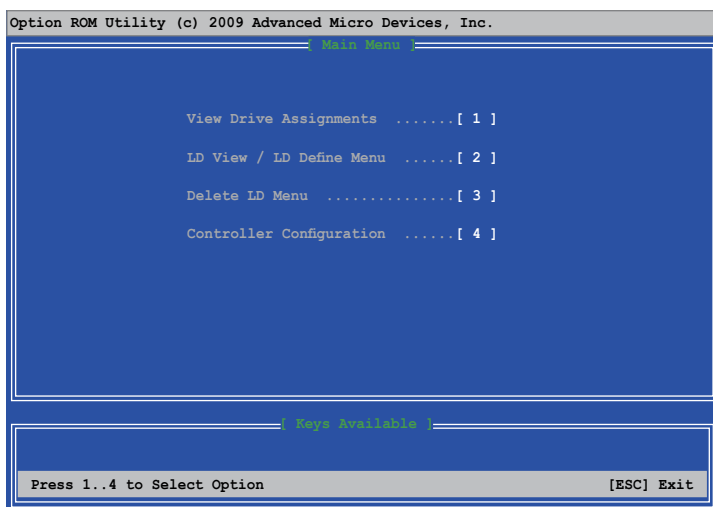 Option ROM Utility (c) 2009 Advanced Micro Devices, Inc.
[ Main Menu ]
View Drive Assignments .......[ 1 ]
LD View / LD Define Menu ......[ 2 ]
Delete LD Menu ...............[ 3 ]
Controller Configuration ......[ 4 ]
[ Keys Available ]
Press 1..4 to Select Option [ESC] Exit